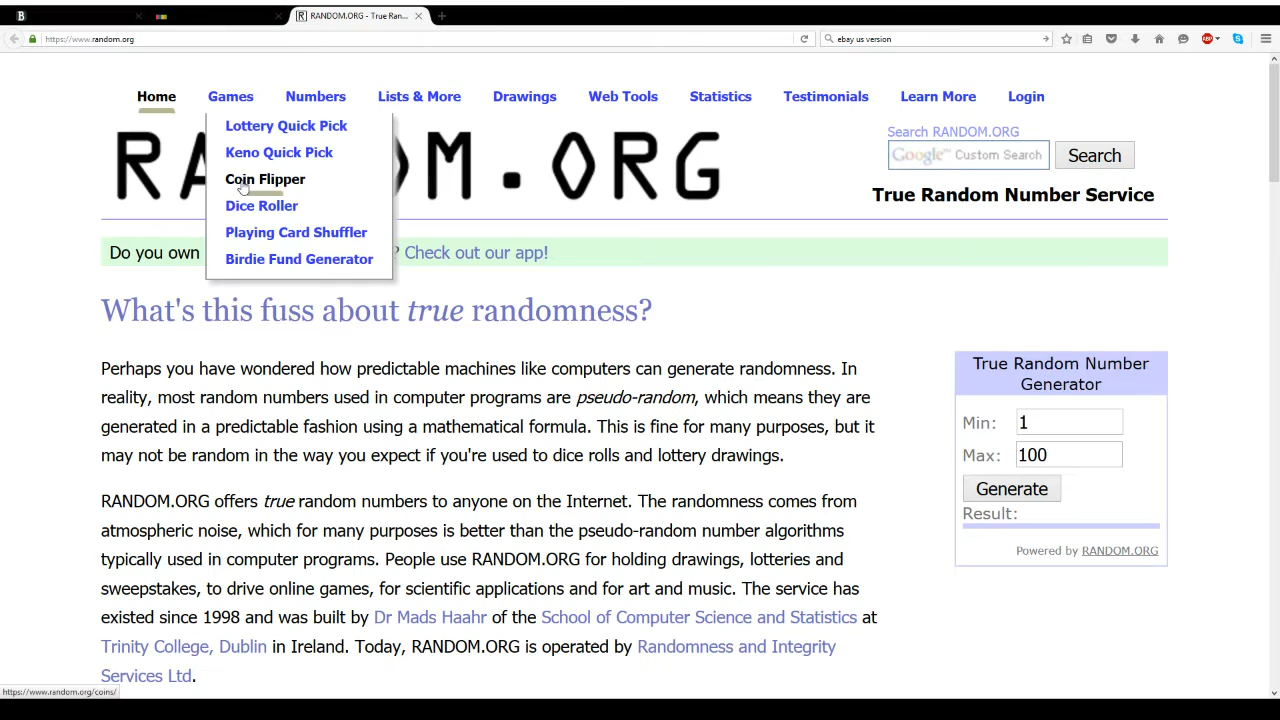 B
RANDOM.ORG - True Ran...
https://www.random.org
ebay us version
ABP
Home Games Numbers Lists & More Drawings Web Tools Statistics Testimonials Learn More Login
Lottery Quick Pick
Keno Quick Pick
Coin Flipper
Dice Roller
Playing Card Shuffler
Birdie Fund Generator
Search RANDOM.ORG
Google™ Custom Search
Search
True Random Number Service
Do you own
? Check out our app!
What's this fuss about true randomness?
Perhaps you have wondered how predictable machines like computers can generate randomness. In
reality, most random numbers used in computer programs are pseudo-random, which means they are
generated in a predictable fashion using a mathematical formula. This is fine for many purposes, but it
may not be random in the way you expect if you're used to dice rolls and lottery drawings.
RANDOM.ORG offers true random numbers to anyone on the Internet. The randomness comes from
atmospheric noise, which for many purposes is better than the pseudo-random number algorithms
typically used in computer programs. People use RANDOM.ORG for holding drawings, lotteries and
sweepstakes, to drive online games, for scientific applications and for art and music. The service has
existed since 1998 and was built by Dr Mads Haahr of the School of Computer Science and Statistics at
Trinity College, Dublin in Ireland. Today, RANDOM.ORG is operated by Randomness and Integrity
Services Ltd.
True Random Number
Generator
Min: 1
Max: 100
Generate
Result:
Powered by RANDOM.ORG
https://www.random.org/coins/